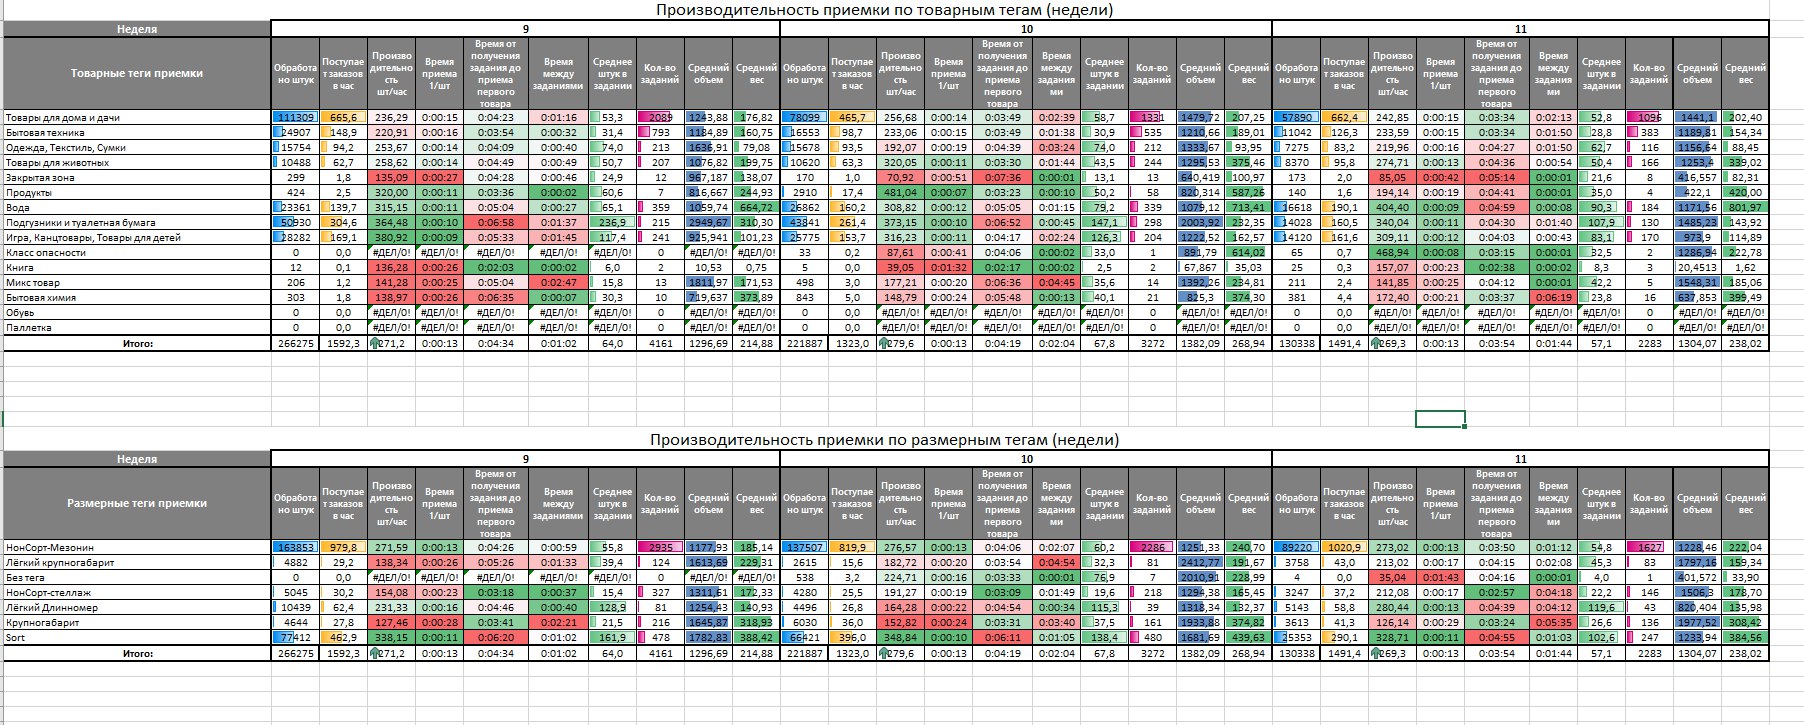 Производительность приемки по товарным тегам (недели)
Неделя 9 10 11
Товарные теги приемки Обработано штук Поступает заказов в час Производительность шт/час Время приема 1/шт Время от получения задания до приема первого товара Время между заданиями Среднее штук в задании Кол-во заданий Средний объем Средний вес Обработано штук Поступает заказов в час Производительность шт/час Время приема 1/шт Время от получения задания до приема первого товара Время между заданиями Среднее штук в задании Кол-во заданий Средний объем Средний вес Обработано штук Поступает заказов в час Производительность шт/час Время приема 1/шт Время от получения задания до приема первого товара Время между заданиями Среднее штук в задании Кол-во заданий Средний объем Средний вес
Товары для дома и дачи 111309 665,6 236,29 0:00:15 0:04:23 0:01:16 53,3 2089 1243,88 176,82 78099 465,7 256,68 0:00:14 0:03:49 0:02:39 58,7 1331 1479,72 207,25 57890 662,4 242,85 0:00:15 0:03:34 0:02:13 52,8 1096 1441,1 202,40
Бытовая техника 24907 148,9 220,91 0:00:16 0:03:54 0:00:32 31,4 793 1184,89 160,75 16553 98,7 233,06 0:00:15 0:03:49 0:01:38 30,9 535 1210,66 189,01 11042 126,3 233,59 0:00:15 0:03:34 0:01:50 28,8 383 1189,81 154,34
Одежда, Текстиль, Сумки 15754 94,2 253,67 0:00:14 0:04:09 0:00:40 74,0 213 1636,91 79,08 15678 93,5 192,07 0:00:19 0:04:39 0:03:24 74,0 212 1333,67 93,95 7275 83,2 219,96 0:00:16 0:04:27 0:01:50 62,7 116 1156,64 88,45
Товары для животных 10488 62,7 258,62 0:00:14 0:04:49 0:00:49 50,7 207 1076,82 199,75 10620 63,3 320,05 0:00:11 0:03:30 0:01:44 43,5 244 1295,53 375,46 8370 95,8 274,71 0:00:13 0:04:36 0:00:54 50,4 166 1253,4 339,02
Закрытая зона 299 1,8 135,09 0:00:27 0:04:28 0:00:46 24,9 12 967,187 138,07 170 1,0 70,92 0:00:51 0:07:36 0:00:01 13,1 13 640,419 100,97 173 2,0 85,05 0:00:42 0:05:14 0:00:01 21,6 8 416,557 82,31
Продукты 424 2,5 320,00 0:00:11 0:03:36 0:00:02 60,6 7 816,667 244,93 2910 17,4 481,04 0:00:07 0:03:23 0:00:10 50,2 58 820,314 587,26 140 1,6 194,14 0:00:19 0:04:41 0:00:01 35,0 4 422,1 420,00
Вода 23361 139,7 315,15 0:00:11 0:05:04 0:00:27 65,1 359 1059,74 664,72 26862 160,2 308,82 0:00:12 0:05:05 0:01:15 79,2 339 1079,12 713,41 16618 190,1 404,40 0:00:09 0:04:59 0:00:08 90,3 184 1171,56 801,97
Подгузники и туалетная бумага 50930 304,6 364,48 0:00:10 0:06:58 0:01:37 236,9 215 2949,67 310,30 43841 261,4 373,15 0:00:10 0:06:52 0:00:45 147,1 298 2003,92 232,35 14028 160,5 340,04 0:00:11 0:04:30 0:01:40 107,9 130 1485,23 143,92
Игра, Канцтовары, Товары для детей 28282 169,1 380,92 0:00:09 0:05:33 0:01:45 117,4 241 925,941 101,23 25775 153,7 316,23 0:00:11 0:04:17 0:02:24 126,3 204 1222,52 162,57 14120 161,6 309,11 0:00:12 0:04:03 0:00:43 83,1 170 973,9 114,89
Класс опасности 0 0,0 #ДЕЛ/0! #ДЕЛ/0! #ДЕЛ/0! #ДЕЛ/0! #ДЕЛ/0! 0 #ДЕЛ/0! #ДЕЛ/0! 33 0,2 87,61 0:00:41 0:04:06 0:00:02 33,0 1 891,79 614,02 65 0,7 468,94 0:00:08 0:03:15 0:00:01 32,5 2 1286,94 222,78
Книга 12 0,1 136,28 0:00:26 0:02:03 0:00:02 6,0 2 10,53 0,75 5 0,0 39,05 0:01:32 0:02:17 0:00:02 2,5 2 67,867 35,03 25 0,3 157,07 0:00:23 0:02:38 0:00:02 8,3 3 20,4513 1,62
Микс товар 206 1,2 141,28 0:00:25 0:05:04 0:02:47 15,8 13 1811,97 171,53 498 3,0 177,21 0:00:20 0:06:36 0:04:45 35,6 14 1392,26 234,81 211 2,4 141,85 0:00:25 0:04:12 0:00:01 42,2 5 1548,31 185,06
Бытовая химия 303 1,8 138,97 0:00:26 0:06:35 0:00:07 30,3 10 719,637 373,89 843 5,0 148,79 0:00:24 0:05:48 0:00:13 40,1 21 825,3 374,30 381 4,4 172,40 0:00:21 0:03:37 0:06:19 23,8 16 637,853 399,49
Обувь 0 0,0 #ДЕЛ/0! #ДЕЛ/0! #ДЕЛ/0! #ДЕЛ/0! #ДЕЛ/0! 0 #ДЕЛ/0! #ДЕЛ/0! 0 0,0 #ДЕЛ/0! #ДЕЛ/0! #ДЕЛ/0! #ДЕЛ/0! #ДЕЛ/0! 0 #ДЕЛ/0! #ДЕЛ/0! 0 0,0 #ДЕЛ/0! #ДЕЛ/0! #ДЕЛ/0! #ДЕЛ/0! #ДЕЛ/0! 0 #ДЕЛ/0! #ДЕЛ/0!
Паллетка 0 0,0 #ДЕЛ/0! #ДЕЛ/0! #ДЕЛ/0! #ДЕЛ/0! #ДЕЛ/0! 0 #ДЕЛ/0! #ДЕЛ/0! 0 0,0 #ДЕЛ/0! #ДЕЛ/0! #ДЕЛ/0! #ДЕЛ/0! #ДЕЛ/0! 0 #ДЕЛ/0! #ДЕЛ/0! 0 0,0 #ДЕЛ/0! #ДЕЛ/0! #ДЕЛ/0! #ДЕЛ/0! #ДЕЛ/0! 0 #ДЕЛ/0! #ДЕЛ/0!
Итого: 266275 1592,3 271,2 0:00:13 0:04:34 0:01:02 64,0 4161 1296,69 214,88 221887 1323,0 279,6 0:00:13 0:04:19 0:02:04 67,8 3272 1382,09 268,94 130338 1491,4 269,3 0:00:13 0:03:54 0:01:44 57,1 2283 1304,07 238,02
Производительность приемки по размерным тегам (недели)
Неделя 9 10 11
Размерные теги приемки Обработано штук Поступает заказов в час Производительность шт/час Время приема 1/шт Время от получения задания до приема первого товара Время между заданиями Среднее штук в задании Кол-во заданий Средний объем Средний вес Обработано штук Поступает заказов в час Производительность шт/час Время приема 1/шт Время от получения задания до приема первого товара Время между заданиями Среднее штук в задании Кол-во заданий Средний объем Средний вес Обработано штук Поступает заказов в час Производительность шт/час Время приема 1/шт Время от получения задания до приема первого товара Время между заданиями Среднее штук в задании Кол-во заданий Средний объем Средний вес
НонСорт-Мезонин 163853 979,8 271,59 0:00:13 0:04:26 0:00:59 55,8 2935 1177,93 185,14 137507 819,9 276,57 0:00:13 0:04:06 0:02:07 60,2 2286 1251,33 240,70 89220 1020,9 273,02 0:00:13 0:03:50 0:01:12 54,8 1627 1228,46 222,04
Лёгкий крупногабарит 4882 29,2 138,34 0:00:26 0:05:26 0:01:33 39,4 124 1613,69 229,31 2615 15,6 182,72 0:00:20 0:03:54 0:04:54 32,3 81 2412,77 191,67 3758 43,0 213,02 0:00:17 0:04:15 0:02:08 45,3 83 1797,16 159,34
Без тега 0 0,0 #ДЕЛ/0! #ДЕЛ/0! #ДЕЛ/0! #ДЕЛ/0! #ДЕЛ/0! 0 #ДЕЛ/0! #ДЕЛ/0! 538 3,2 224,71 0:00:16 0:03:33 0:00:01 76,9 7 2010,91 228,99 4 0,0 35,04 0:01:43 0:04:16 0:00:01 4,0 1 401,572 33,90
НонСорт-стеллаж 5045 30,2 154,08 0:00:23 0:03:18 0:00:37 15,4 327 1311,61 172,33 4280 25,5 191,27 0:00:19 0:03:09 0:01:49 19,6 218 1294,38 165,45 3247 37,2 212,08 0:00:17 0:02:57 0:04:18 22,2 146 1506,3 178,70
Лёгкий Длинномер 10439 62,4 231,33 0:00:16 0:04:46 0:00:40 128,9 81 1254,43 140,93 4496 26,8 164,28 0:00:22 0:04:54 0:00:34 115,3 39 1318,34 132,37 5143 58,8 280,44 0:00:13 0:04:39 0:04:12 119,6 43 820,404 135,98
Крупногабарит 4644 27,8 127,46 0:00:28 0:03:41 0:02:21 21,5 216 1645,87 318,93 6030 36,0 152,82 0:00:24 0:03:31 0:03:40 37,5 161 1933,88 374,82 3613 41,3 126,14 0:00:29 0:03:24 0:05:35 26,6 136 1977,52 308,42
Sort 77412 462,9 338,15 0:00:11 0:06:20 0:01:02 161,9 478 1782,83 388,42 66421 396,0 348,84 0:00:10 0:06:11 0:01:05 138,4 480 1681,69 439,63 25353 290,1 328,71 0:00:11 0:04:55 0:01:03 102,6 247 1233,94 384,56
Итого: 266275 1592,3 271,2 0:00:13 0:04:34 0:01:02 64,0 4161 1296,69 214,88 221887 1323,0 279,6 0:00:13 0:04:19 0:02:04 67,8 3272 1382,09 268,94 130338 1491,4 269,3 0:00:13 0:03:54 0:01:44 57,1 2283 1304,07 238,02